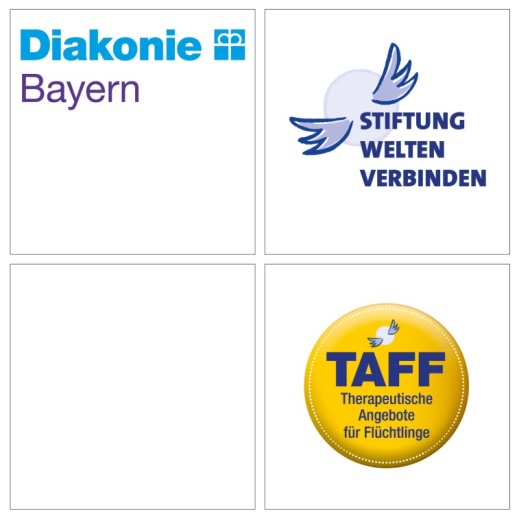 Diakonie
Bayern
STIFTUNG
WELTEN
VERBINDEN
TAFF
Therapeutische
Angebote
für Flüchtlinge